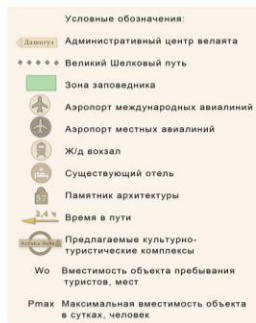 Условные обозначения:
Дашогуз Административный центр велаята
Великий Шелковый путь
Зона заповедника
Аэропорт международных авиалиний
Аэропорт местных авиалиний
Ж/д вокзал
Существующий отель
57 Памятник архитектуры
2,4 ч Время в пути
Предлагаемые культурно-
туристические комплексы
Wo Вместимость объекта пребывания
туристов, мест
Pmax Максимальная вместимость объекта
в сутках, человек